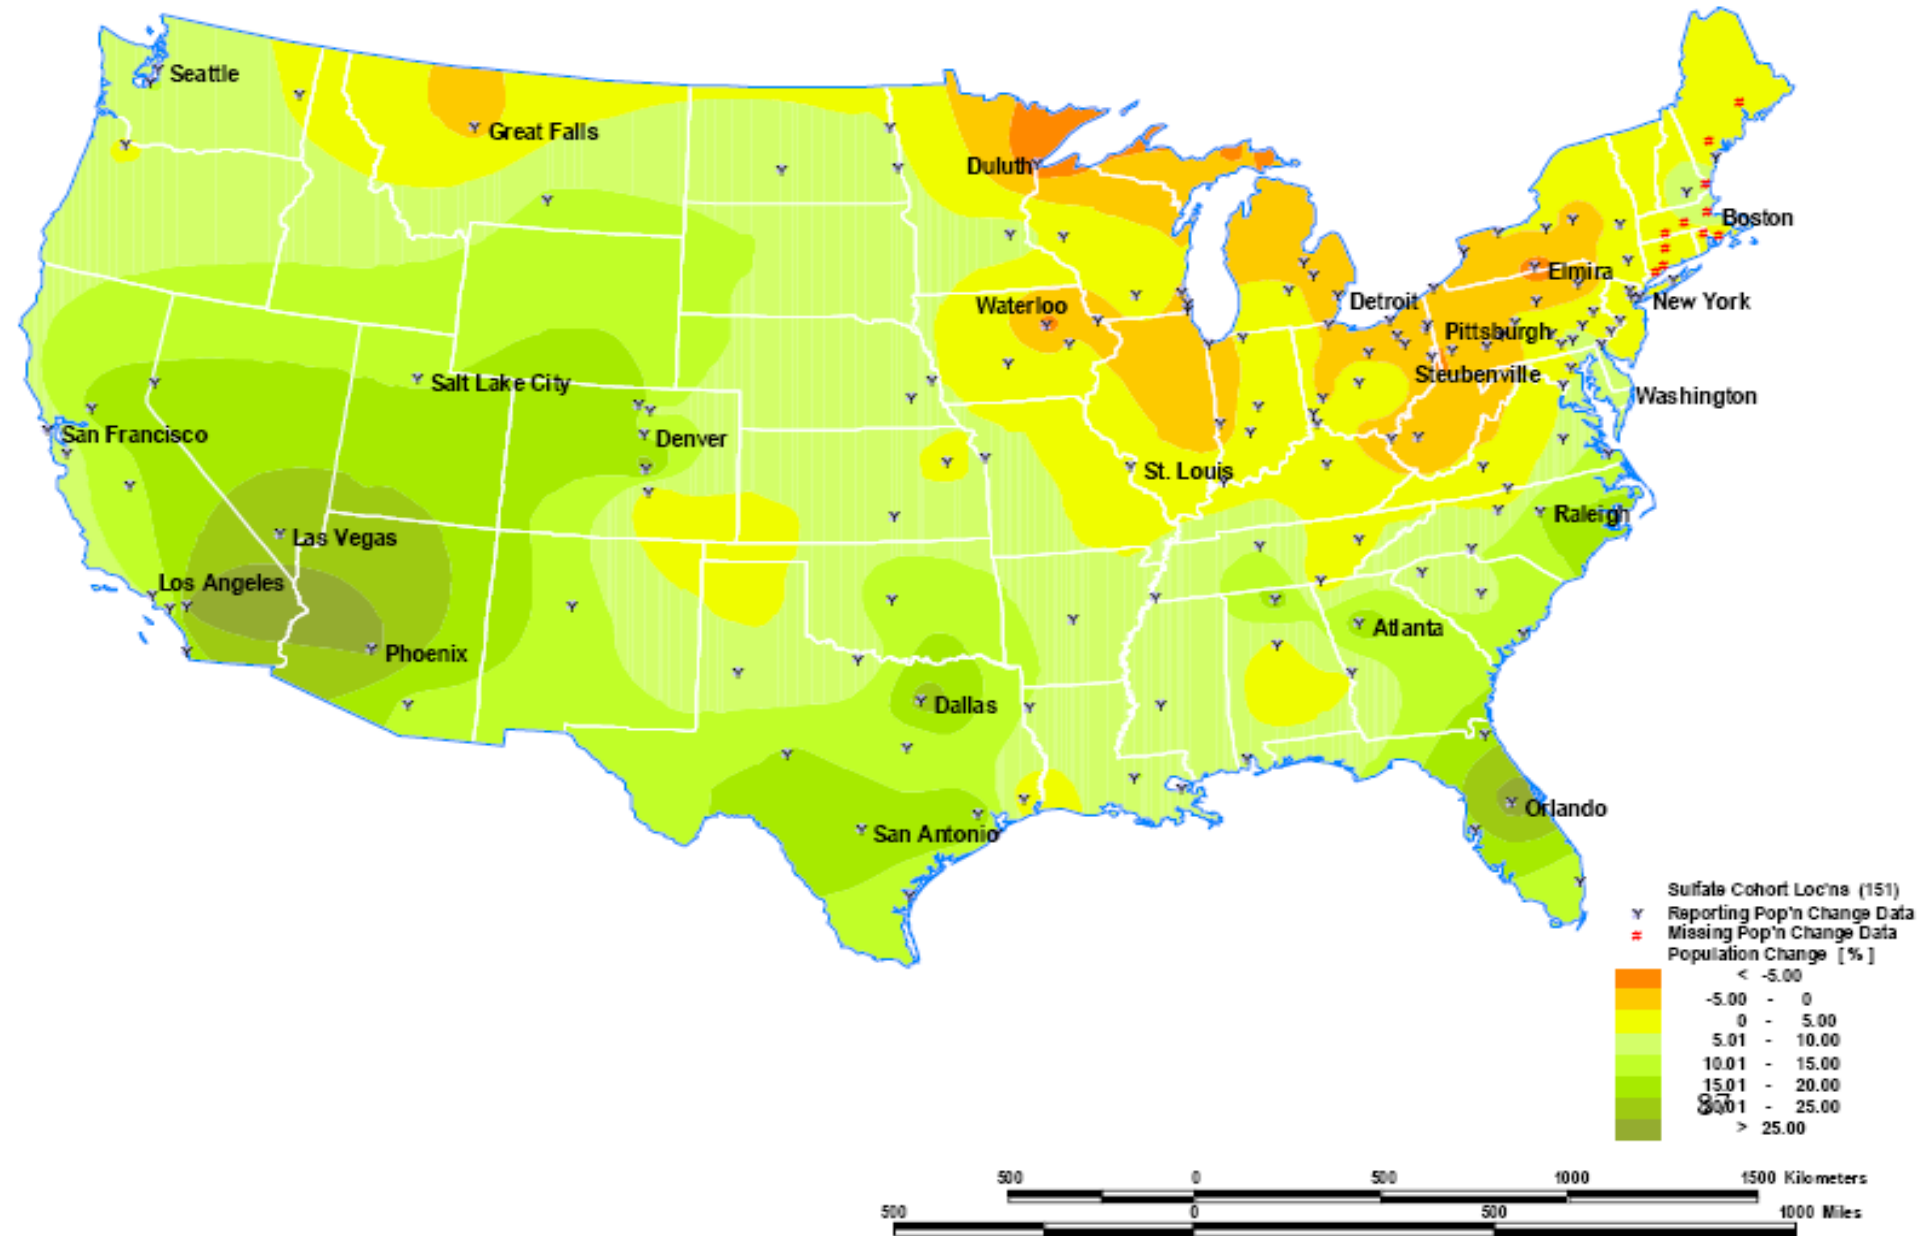 Seattle
Great Falls
Duluth
Boston
Elmira
Waterloo
Detroit
New York
Pittsburgh
Steubenville
Salt Lake City
Washington
San Francisco
Denver
St. Louis
Las Vegas
Raleigh
Los Angeles
Atlanta
Phoenix
Dallas
Orlando
San Antonio
Sulfate Cohort Loc'ns (151)
Reporting Pop'n Change Data
Missing Pop'n Change Data
Population Change [ % ]
< -5.00
-5.00 - 0
0 - 5.00
5.01 - 10.00
10.01 - 15.00
15.01 - 20.00
- 25.00
> 25.00
500 0 500 1000 1500 Kilometers
500 0 500 1000 Miles